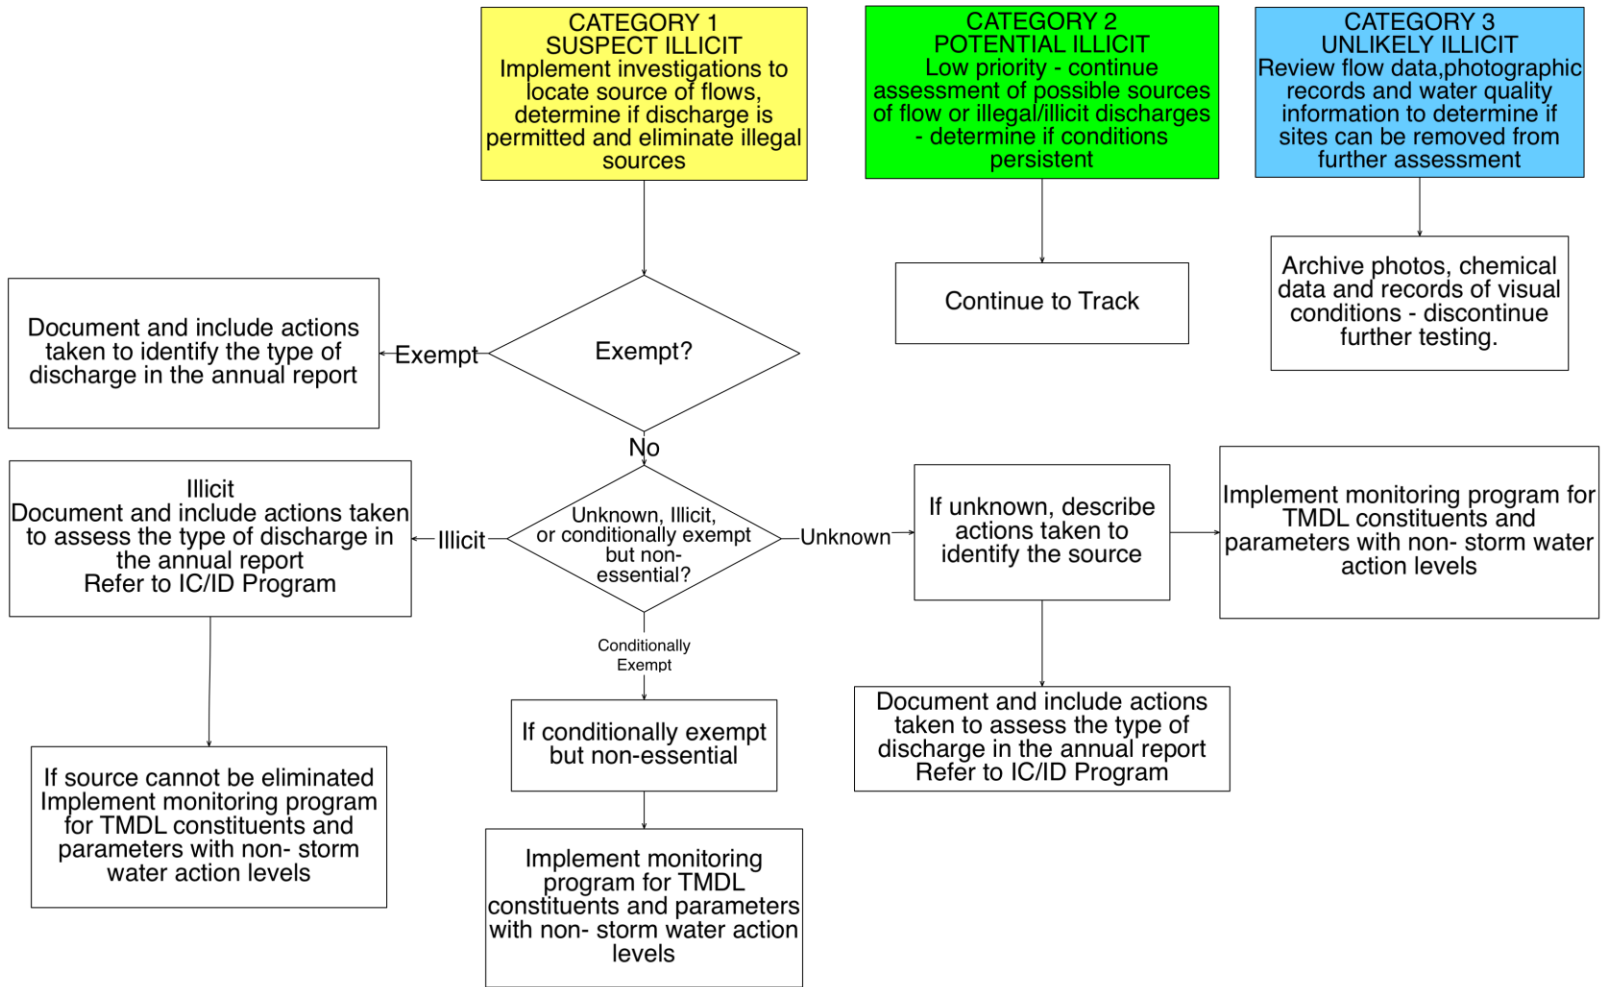 CATEGORY 1
SUSPECT ILLICIT
Implement investigations to
locate source of flows,
determine if discharge is
permitted and eliminate illegal
sources
CATEGORY 2
POTENTIAL ILLICIT
Low priority - continue
assessment of possible sources
of flow or illegal/illicit discharges
- determine if conditions
persistent
CATEGORY 3
UNLIKELY ILLICIT
Review flow data,photographic
records and water quality
information to determine if
sites can be removed from
further assessment
Continue to Track
Archive photos, chemical
data and records of visual
conditions - discontinue
further testing.
Document and include actions
taken to identify the type of
discharge in the annual report
Exempt
Exempt?
No
Illicit
Document and include actions taken
to assess the type of discharge in
the annual report
Refer to IC/ID Program
Illicit
Unknown, Illicit,
or conditionally exempt
but non-
essential?
Unknown
If unknown, describe
actions taken to
identify the source
Implement monitoring program for
TMDL constituents and
parameters with non- storm water
action levels
Conditionally
Exempt
If conditionally exempt
but non-essential
Document and include actions
taken to assess the type of
discharge in the annual report
Refer to IC/ID Program
If source cannot be eliminated
Implement monitoring program
for TMDL constituents and
parameters with non- storm
water action levels
Implement monitoring
program for TMDL
constituents and parameters
with non- storm water action
levels